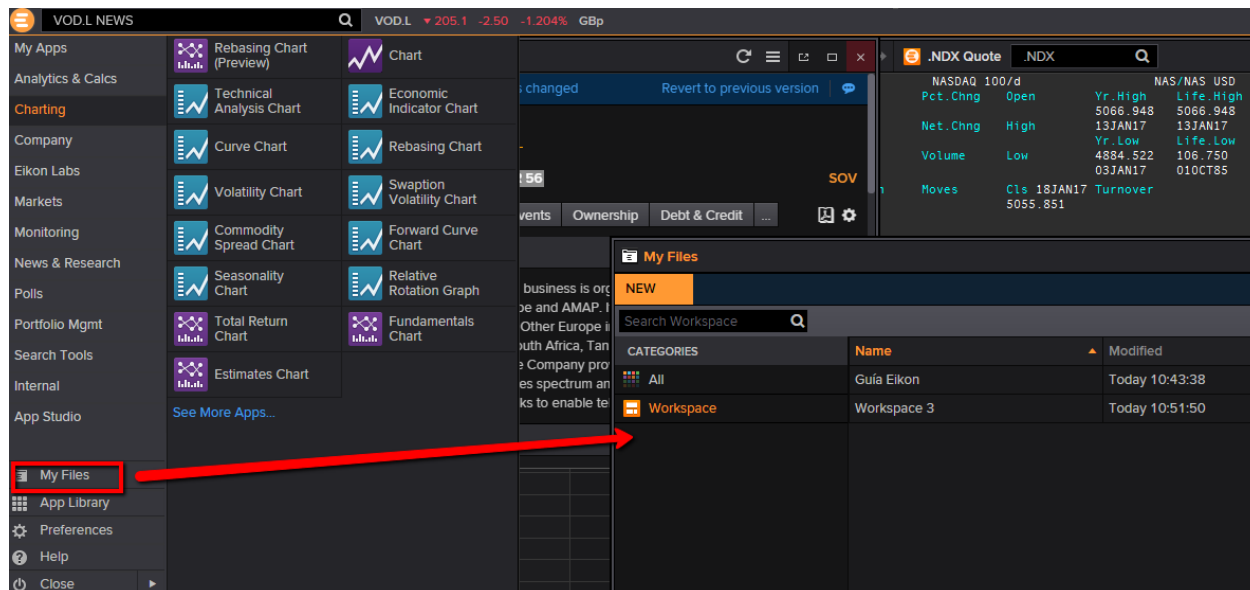 VOD.L NEWS
VOD.L ▼ 205.1 -2.50 -1.204% GBp
My Apps
Analytics & Calcs
Charting
Company
Eikon Labs
Markets
Monitoring
News & Research
Polls
Portfolio Mgmt
Search Tools
Internal
App Studio
My Files
App Library
Preferences
Help
Close
Rebasing Chart
(Preview)
Chart
Technical
Analysis Chart
Economic
Indicator Chart
Curve Chart
Rebasing Chart
Volatility Chart
Swaption
Volatility Chart
Commodity
Spread Chart
Forward Curve
Chart
Seasonality
Chart
Relative
Rotation Graph
Total Return
Chart
Fundamentals
Chart
Estimates Chart
See More Apps...
changed Revert to previous version
56 SOV
vents Ownership Debt & Credit ...
business is org
pe and AMAP. I
Other Europe i
outh Africa, Tan
e Company pro
es spectrum an
ks to enable te
.NDX Quote .NDX
NASDAQ 100/d NAS/NAS USD
Pct.Chng Open Yr.High Life.High
5066.948 5066.948
Net.Chng High 13JAN17 13JAN17
Yr.Low Life.Low
Volume Low 4884.522 106.750
03JAN17 01OCT85
Moves Cls 18JAN17 Turnover
5055.851
My Files
NEW
Search Workspace
CATEGORIES Name Modified
All Guía Eikon Today 10:43:38
Workspace Workspace 3 Today 10:51:50